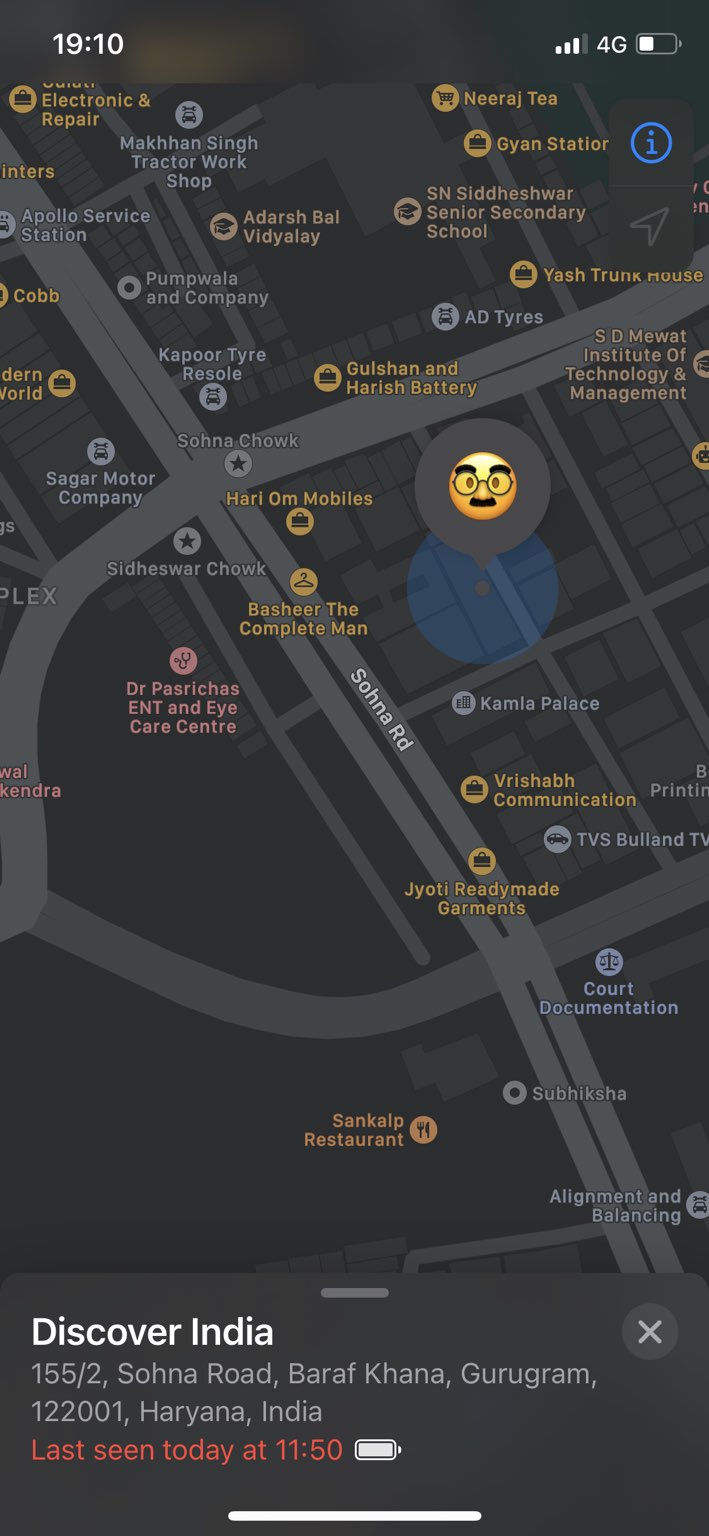 19:10
4G
Electronic &
Repair
Neeraj Tea
Makhhan Singh
Tractor Work
Shop
Gyan Station
inters
SN Siddheshwar
Senior Secondary
School
Apollo Service
Station
Adarsh Bal
Vidyalay
Pumpwala
and Company
Yash Trunk House
Cobb
AD Tyres
S D Mewat
Institute Of
Technology &
Management
Kapoor Tyre
Resole
Gulshan and
Harish Battery
dern
World
Sohna Chowk
Sagar Motor
Company
Hari Om Mobiles
gs
Sidheswar Chowk
PLEX
Basheer The
Complete Man
Dr Pasrichas
ENT and Eye
Care Centre
Sohna Rd
Kamla Palace
wal
kendra
Vrishabh
Communication
B
Printin
TVS Bulland TV
Jyoti Readymade
Garments
Court
Documentation
Subhiksha
Sankalp
Restaurant
Alignment and
Balancing
Discover India
155/2, Sohna Road, Baraf Khana, Gurugram,
122001, Haryana, India
Last seen today at 11:50